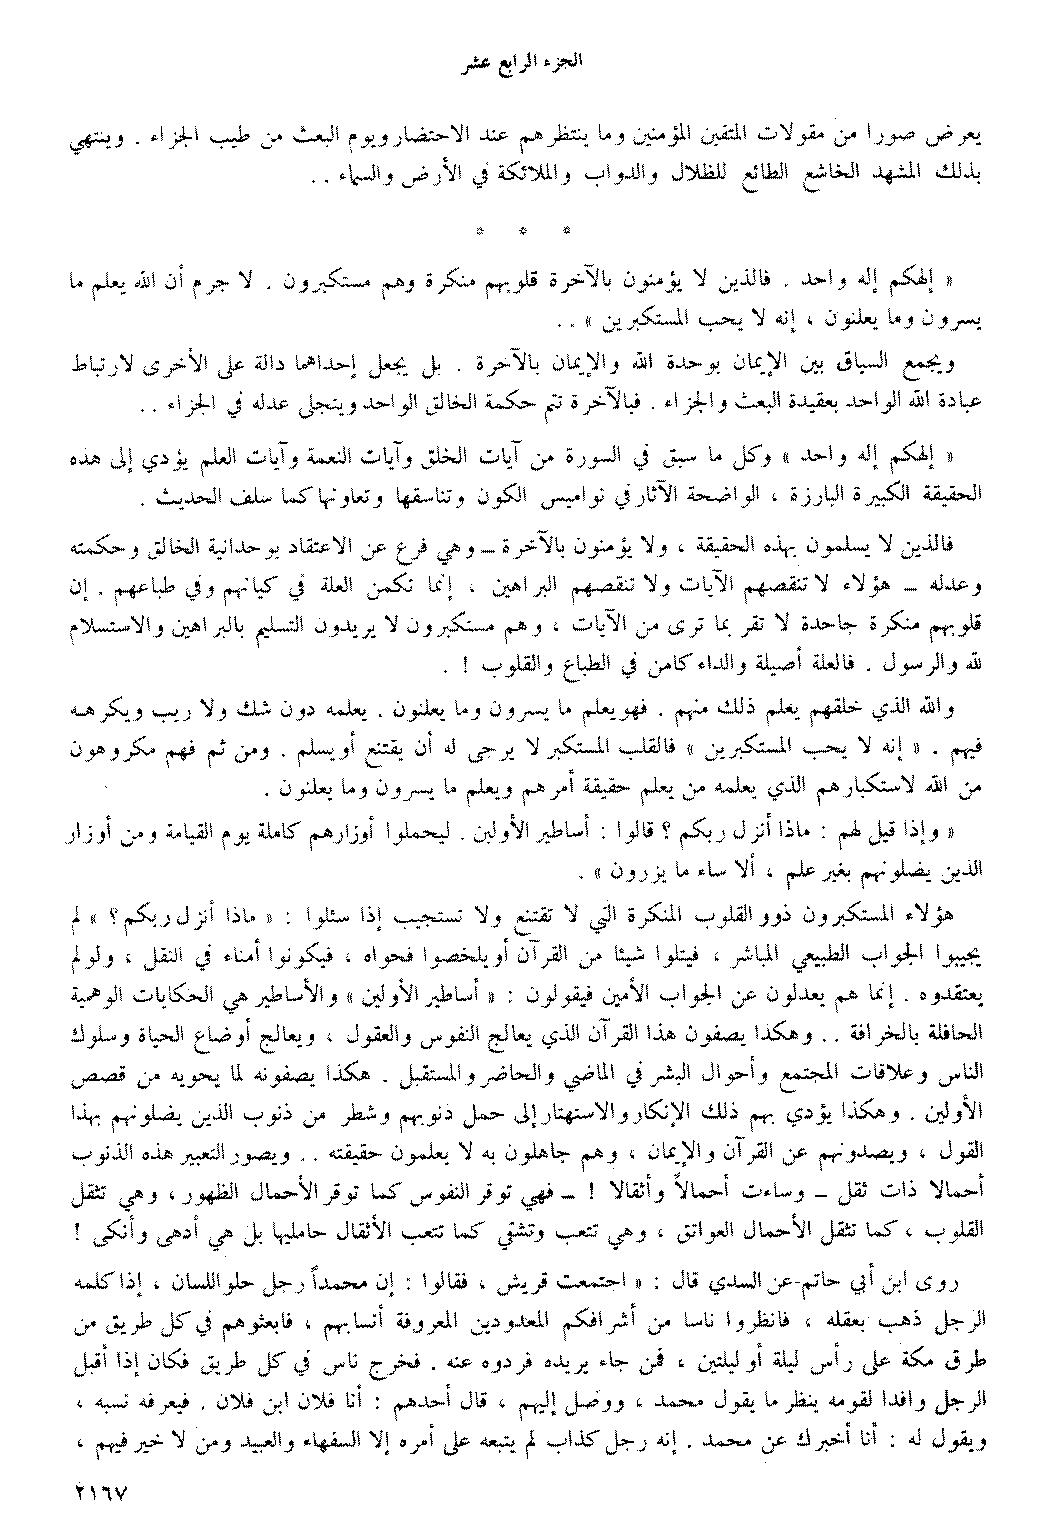 الجزء الرابع عشر
يعرض صورا من مقولات المتقين المؤمنين وما ينتظرهم عند الاحتضار ويوم البعث من طيب الجزاء . وينتهي
بذلك المشهد الخاشع الطائع للظلال والدواب والملائكة في الأرض والسماء ..
* * *
« إلهكم إله واحد . فالذين لا يؤمنون بالآخرة قلوبهم منكرة وهم مستكبرون . لا جرم أن الله يعلم ما
يسرون وما يعلنون ، إنه لا يحب المستكبرين » ..
ويجمع السياق بين الإيمان بوحدة الله والإيمان بالآخرة . بل يجعل إحداهما دالة على الأخرى لارتباط
عبادة الله الواحد بعقيدة البعث والجزاء . فبالآخرة تتم حكمة الخالق الواحد ويتجلى عدله في الجزاء ..
« إلهكم إله واحد » وكل ما سبق في السورة من آيات الخلق وآيات النعمة وآيات العلم يؤدي إلى هذه
الحقيقة الكبيرة البارزة ، الواضحة الآثار في نواميس الكون وتناسقها وتعاونها كما سلف الحديث .
فالذين لا يسلمون بهذه الحقيقة ، ولا يؤمنون بالآخرة – وهي فرع عن الاعتقاد بوحدانية الخالق وحكمته
وعدله – هؤلاء لا تنقصهم الآيات ولا تنقصهم البراهين ، إنما تكمن العلة في كيانهم وفي طباعهم . إن
قلوبهم منكرة جاحدة لا تقر بما ترى من الآيات ، وهم مستكبرون لا يريدون التسليم بالبراهين والاستسلام
لله والرسول . فالعلة أصيلة والداء كامن في الطباع والقلوب ! .
والله الذي خلقهم يعلم ذلك منهم . فهو يعلم ما يسرون وما يعلنون . يعلمه دون شك ولا ريب ويكرهه
فيهم . « إنه لا يحب المستكبرين » فالقلب المستكبر لا يرجى له أن يقتنع أو يسلم . ومن ثم فهم مكروهون
من الله لاستكبارهم الذي يعلمه من يعلم حقيقة أمرهم ويعلم ما يسرون وما يعلنون .
« وإذا قيل لهم : ماذا أنزل ربكم ؟ قالوا : أساطير الأولين . ليحملوا أوزارهم كاملة يوم القيامة ومن أوزار
الذين يضلونهم بغير علم ، ألا ساء ما يزرون » .
هؤلاء المستكبرون ذوو القلوب المنكرة التي لا تقتنع ولا تستجيب إذا سئلوا : « ماذا أنزل ربكم ؟ » لم
يجيبوا الجواب الطبيعي المباشر ، فيتلوا شيئا من القرآن أو يلخصوا فحواه ، فيكونوا أمناء في النقل ، ولو لم
يعتقدوه . إنما هم يعدلون عن الجواب الأمين فيقولون : « أساطير الأولين » والأساطير هي الحكايات الوهمية
الحافلة بالخرافة .. وهكذا يصفون هذا القرآن الذي يعالج النفوس والعقول ، ويعالج أوضاع الحياة وسلوك
الناس وعلاقات المجتمع وأحوال البشر في الماضي والحاضر والمستقبل . هكذا يصفونه لما يحويه من قصص
الأولين . وهكذا يؤدي بهم ذلك الإنكار والاستهتار إلى حمل ذنوبهم وشطر من ذنوب الذين يضلونهم بهذا
القول ، ويصدونهم عن القرآن والإيمان ، وهم جاهلون به لا يعلمون حقيقته .. ويصور التعبير هذه الذنوب
أحمالا ذات ثقل – وساءت أحمالاً وأثقالا ! – فهي توقر النفوس كما توقر الأحمال الظهور ، وهي تثقل
القلوب ، كما تثقل الأحمال العواتق ، وهي تتعب وتشقي كما تتعب الأثقال حامليها بل هي أدهى وأنكى !
روى ابن أبي حاتم عن السدي قال : « اجتمعت قريش ، فقالوا : إن محمداً رجل حلو اللسان ، إذا كلمه
الرجل ذهب بعقله ، فانظروا ناسا من أشرافكم المعدودين المعروفة أنسابهم ، فابعثوهم في كل طريق من
طرق مكة على رأس ليلة أو ليلتين ، فمن جاء يريده فردوه عنه . فخرج ناس في كل طريق فكان إذا أقبل
الرجل وافدا لقومه ينظر ما يقول محمد ، ووصل إليهم ، قال أحدهم : أنا فلان ابن فلان . فيعرفه نسبه ،
ويقول له : أنا أخبرك عن محمد . إنه رجل كذاب لم يتبعه على أمره إلا السفهاء والعبيد ومن لا خير فيهم ،
٢١٦٧